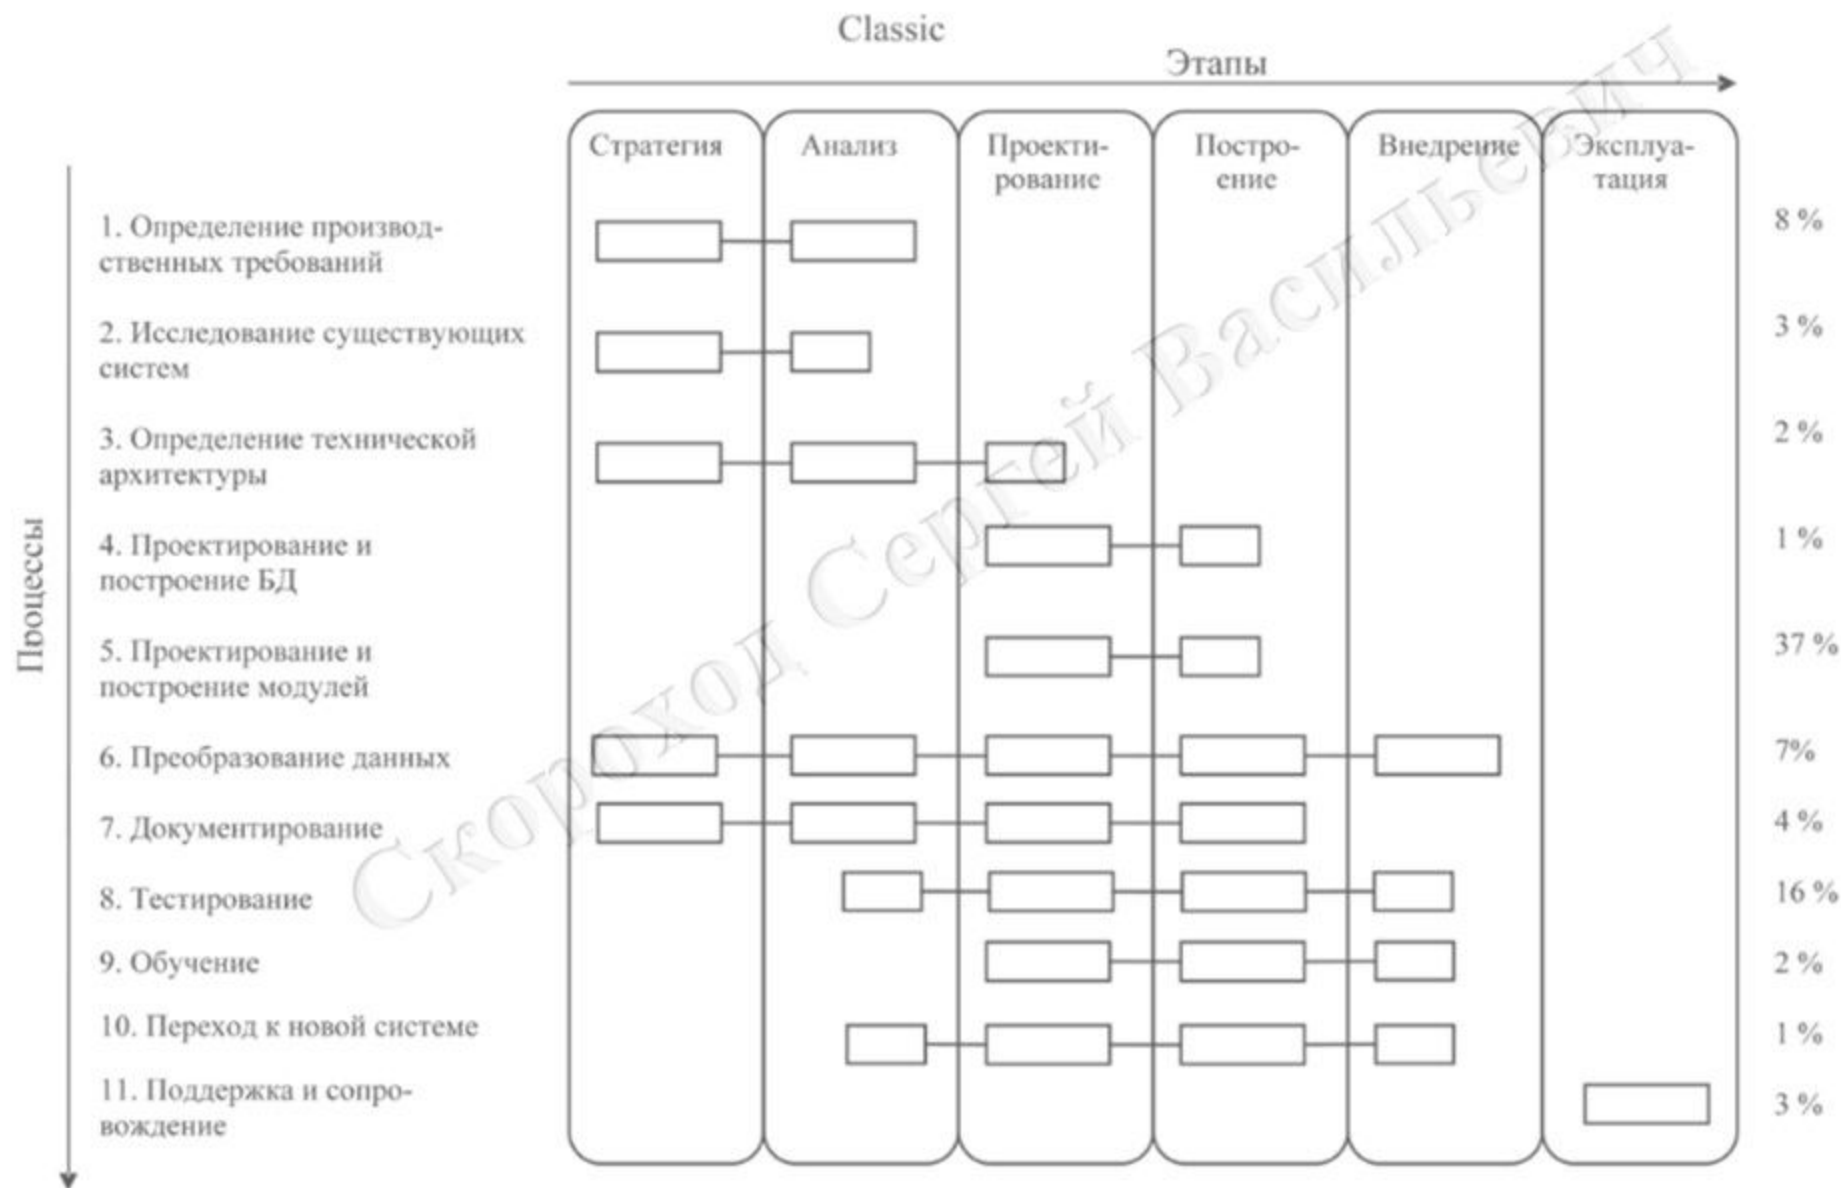 Classic
Этапы
Стратегия
Анализ
Проекти-
рование
Постро-
ение
Внедрение
Эксплуа-
тация
Процессы
1. Определение производ-
ственных требований
8 %
2. Исследование существующих
систем
3 %
3. Определение технической
архитектуры
2 %
4. Проектирование и
построение БД
1 %
5. Проектирование и
построение модулей
37 %
6. Преобразование данных
7%
7. Документирование
4 %
8. Тестирование
16 %
9. Обучение
2 %
10. Переход к новой системе
1 %
11. Поддержка и сопро-
вождение
3 %
Скороход Сергей Васильевич